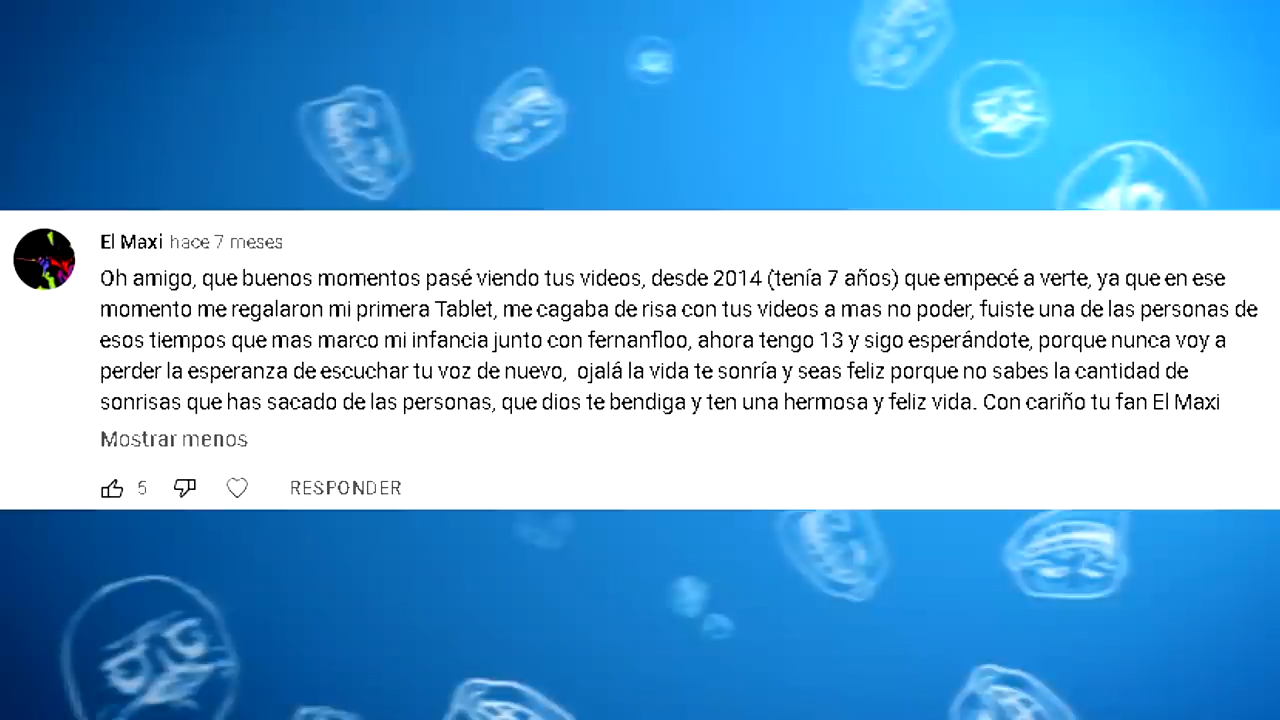 El Maxi hace 7 meses
Oh amigo, que buenos momentos pasé viendo tus videos, desde 2014 (tenía 7 años) que empecé a verte, ya que en ese
momento me regalaron mi primera Tablet, me cagaba de risa con tus videos a mas no poder, fuiste una de las personas de
esos tiempos que mas marco mi infancia junto con fernanfloo, ahora tengo 13 y sigo esperándote, porque nunca voy a
perder la esperanza de escuchar tu voz de nuevo, ojalá la vida te sonría y seas feliz porque no sabes la cantidad de
sonrisas que has sacado de las personas, que dios te bendiga y ten una hermosa y feliz vida. Con cariño tu fan El Maxi
Mostrar menos
5 RESPONDER